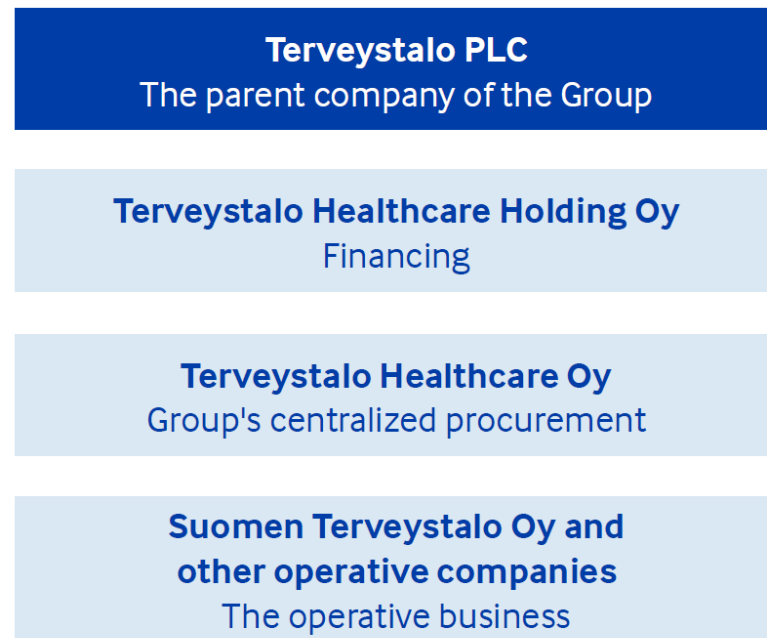 Terveystalo PLC
The parent company of the Group
Terveystalo Healthcare Holding Oy
Financing
Terveystalo Healthcare Oy
Group's centralized procurement
Suomen Terveystalo Oy and
other operative companies
The operative business